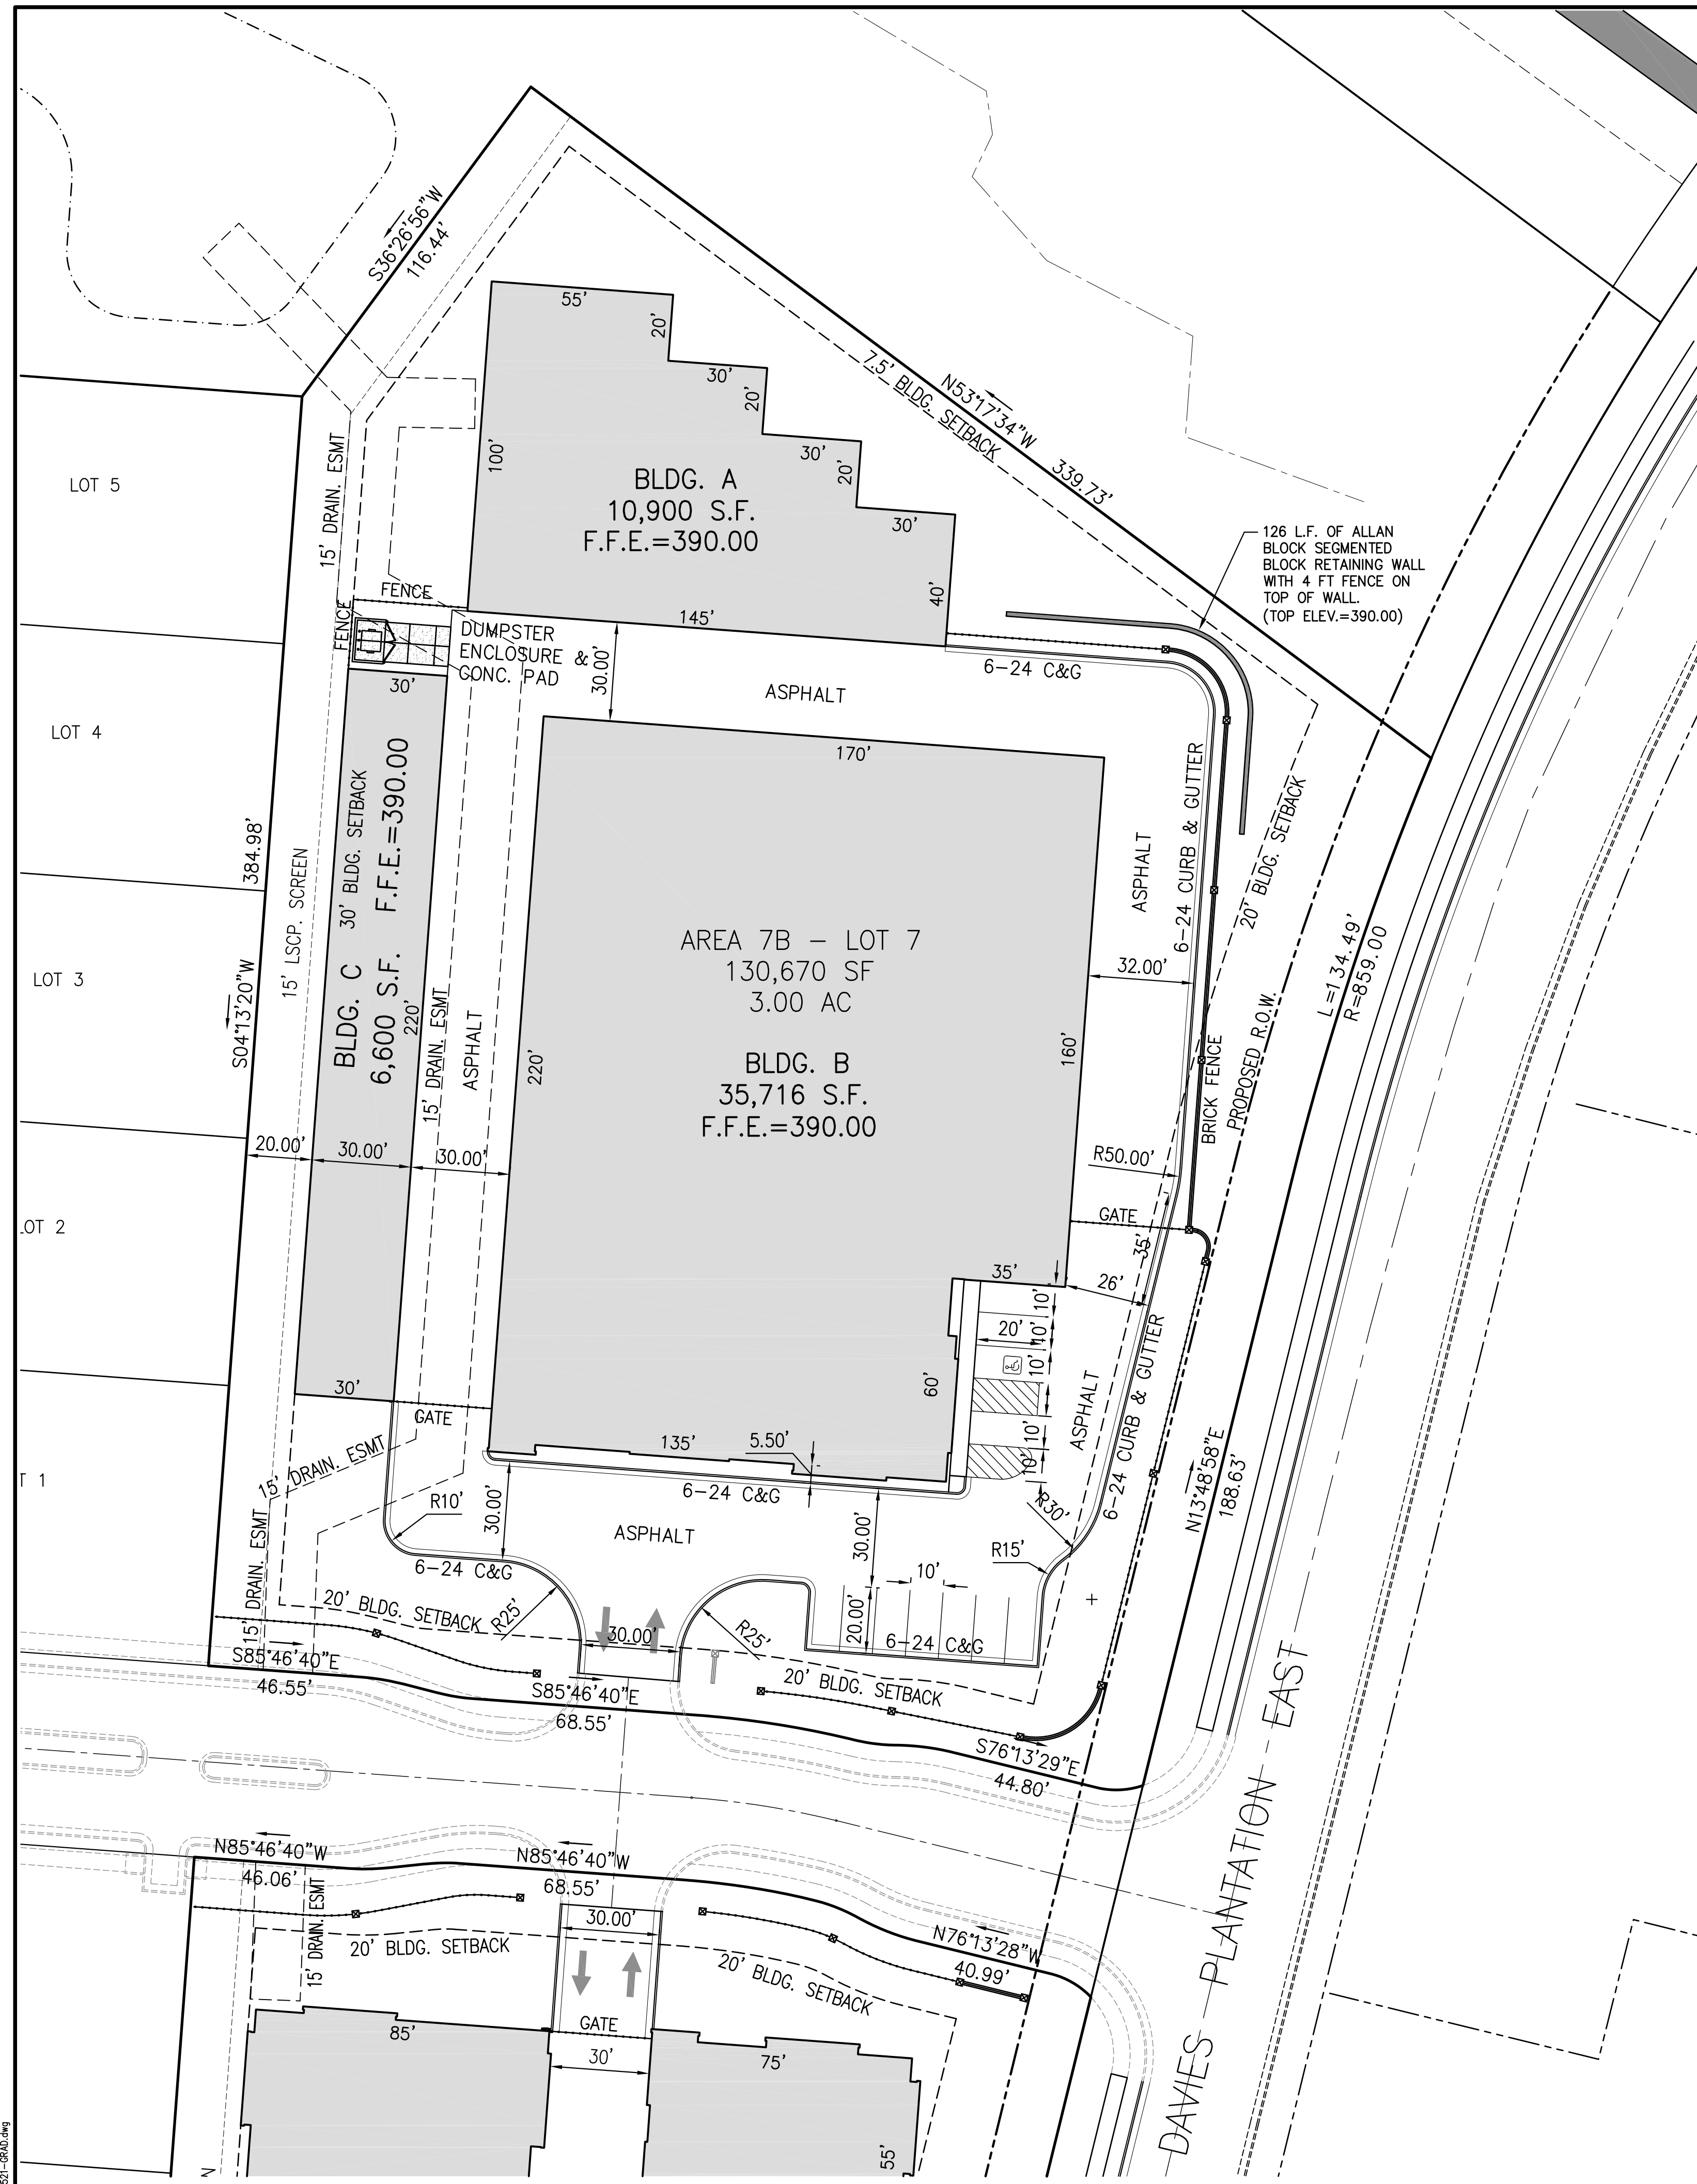 S36°26'56"W
116.44'
55'
20'
30'
20'
7.5' BLDG. SETBACK
N53°17'34"W
339.73'
30'
20'
100'
BLDG. A
10,900 S.F.
F.F.E.=390.00
30'
40'
145'
LOT 5
15' DRAIN. ESMT
126 L.F. OF ALLAN
BLOCK SEGMENTED
BLOCK RETAINING WALL
WITH 4 FT FENCE ON
TOP OF WALL.
(TOP ELEV.=390.00)
FENCE
FENCE
DUMPSTER
ENCLOSURE &
CONC. PAD
30.00'
6-24 C&G
ASPHALT
30'
LOT 4
170'
384.98'
15' LSCP. SCREEN
BLDG. C
30' BLDG. SETBACK
6,600 S.F.
F.F.E.=390.00
220'
15' DRAIN. ESMT
ASPHALT
220'
AREA 7B - LOT 7
130,670 SF
3.00 AC
BLDG. B
35,716 S.F.
F.F.E.=390.00
160'
ASPHALT
6-24 CURB & GUTTER
20' BLDG. SETBACK
32.00'
BRICK FENCE
PROPOSED R.O.W.
L=134.49'
R=859.00
LOT 3
S04°13'20"W
20.00'
30.00'
30.00'
R50.00'
LOT 2
GATE
35'
35'
26'
10'
20'
10'
10'
10'
10'
60'
ASPHALT
6-24 CURB & GUTTER
N13°48'58"E
188.63'
30'
GATE
135'
5.50'
T 1
15' DRAIN. ESMT
6-24 C&G
R10'
30.00'
ASPHALT
30.00'
R30'
R15'
15' DRAIN. ESMT
6-24 C&G
20' BLDG. SETBACK
R25'
30.00'
R25'
10'
20.00'
6-24 C&G
S85°46'40"E
46.55'
S85°46'40"E
68.55'
20' BLDG. SETBACK
S76°13'29"E
44.80'
DAVIES PLANTATION EAST
N85°46'40"W
46.06'
N85°46'40"W
68.55'
15' DRAIN. ESMT
20' BLDG. SETBACK
30.00'
N76°13'28"W
40.99'
20' BLDG. SETBACK
85'
GATE
30'
75'
55'
N
521-GRAD.dwg